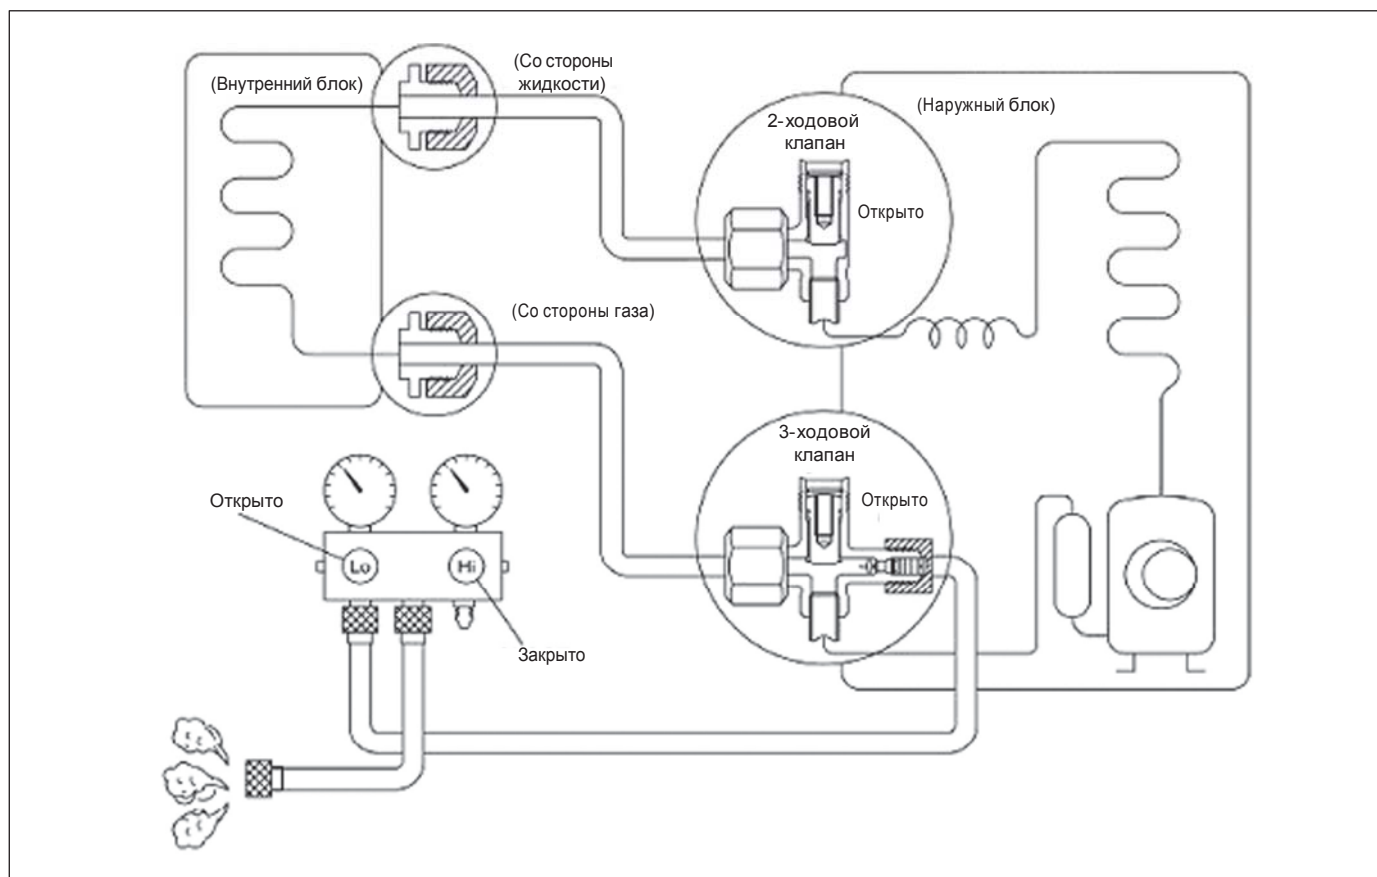 (Внутренний блок)
(Со стороны
жидкости)
(Наружный блок)
2-ходовой
клапан
Открыто
(Со стороны газа)
3-ходовой
клапан
Открыто
Открыто
Lo
Hi
Закрыто